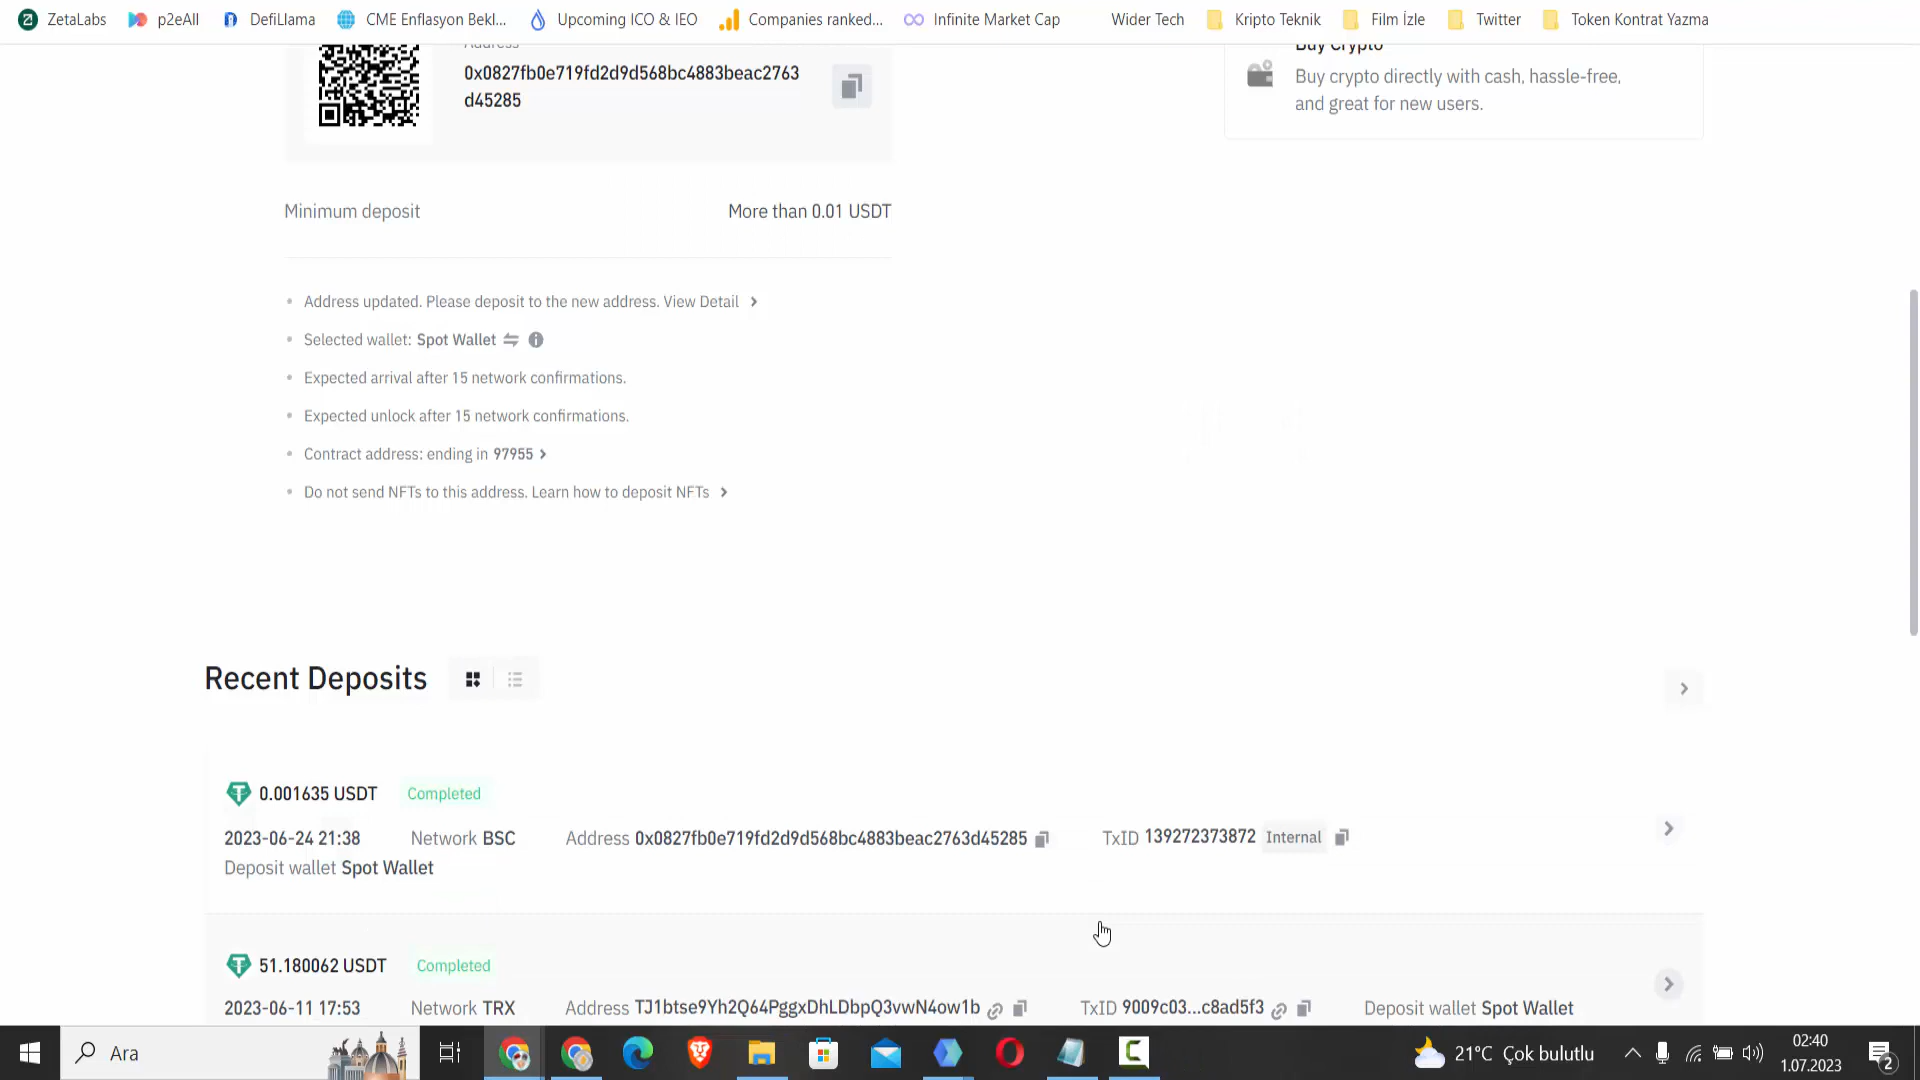 ZetaLabs p2eAll DefiLlama CME Enflasyon Bekl... Upcoming ICO & IEO Companies ranked... Infinite Market Cap Wider Tech Kripto Teknik Film İzle Twitter Token Kontrat Yazma
Address
0x0827fb0e719fd2d9d568bc4883beac2763
d45285
Buy Crypto
Buy crypto directly with cash, hassle-free,
and great for new users.
Minimum deposit More than 0.01 USDT
Address updated. Please deposit to the new address. View Detail
Selected wallet: Spot Wallet
Expected arrival after 15 network confirmations.
Expected unlock after 15 network confirmations.
Contract address: ending in 97955
Do not send NFTs to this address. Learn how to deposit NFTs
Recent Deposits
0.001635 USDT Completed
2023-06-24 21:38 Network BSC Address 0x0827fb0e719fd2d9d568bc4883beac2763d45285 TxID 139272373872 Internal
Deposit wallet Spot Wallet
51.180062 USDT Completed
2023-06-11 17:53 Network TRX Address TJ1btse9Yh2Q64PggxDhLDbpQ3vwN4ow1b TxID 9009c03...c8ad5f3 Deposit wallet Spot Wallet
Ara 21°C Çok bulutlu 02:40
1.07.2023 2